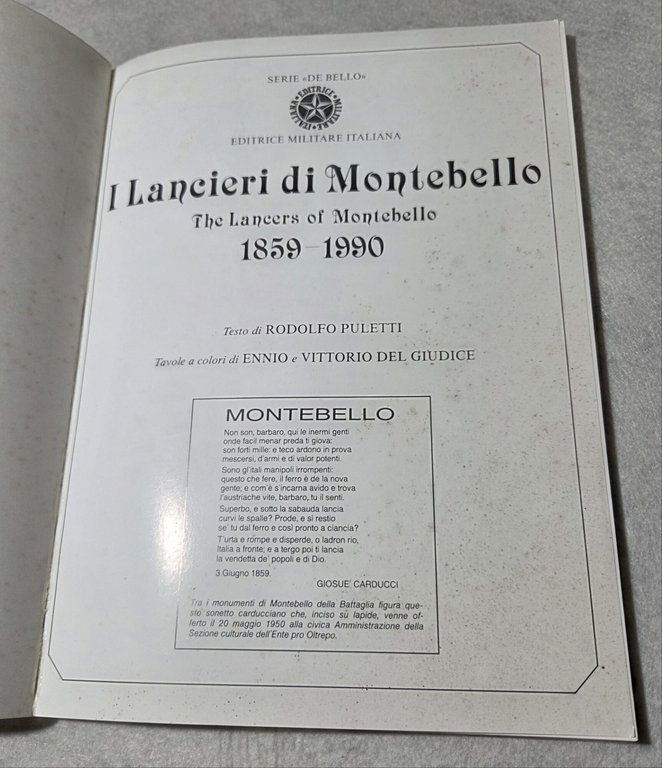 SERIE «DE BELLO»
EDITRICE MILITARE ITALIANA
EDITRICE MILITARE ITALIANA
I Lancieri di Montebello
The Lancers of Montebello
1859-1990
Testo di RODOLFO PULETTI
Tavole a colori di ENNIO e VITTORIO DEL GIUDICE
MONTEBELLO
Non son, barbaro, qui le inermi genti
onde facil menar preda ti giova:
son forti mille: e teco ardono in prova
mescersi, d'armi e di valor potenti.
Sono gl'itali manipoli irrompenti:
questo che fere, il ferro è de la nova
gente; e com'è s'incarna avido e trova
l'austriache vite, barbaro, tu il senti.
Superbo, e sotto la sabauda lancia
curvi le spalle? Prode, e si restio
se' tu dal ferro e così pronto a ciancia?
T'urta e rompe e disperde, o ladron rio,
Italia a fronte; e a tergo poi ti lancia
la vendetta de' popoli e di Dio.
3 Giugno 1859.
GIOSUE' CARDUCCI
Tra i monumenti di Montebello della Battaglia figura que-
sto sonetto carducciano che, inciso su lapide, venne of-
ferto il 20 maggio 1950 alla civica Amministrazione della
Sezione culturale dell'Ente pro Oltrepo.